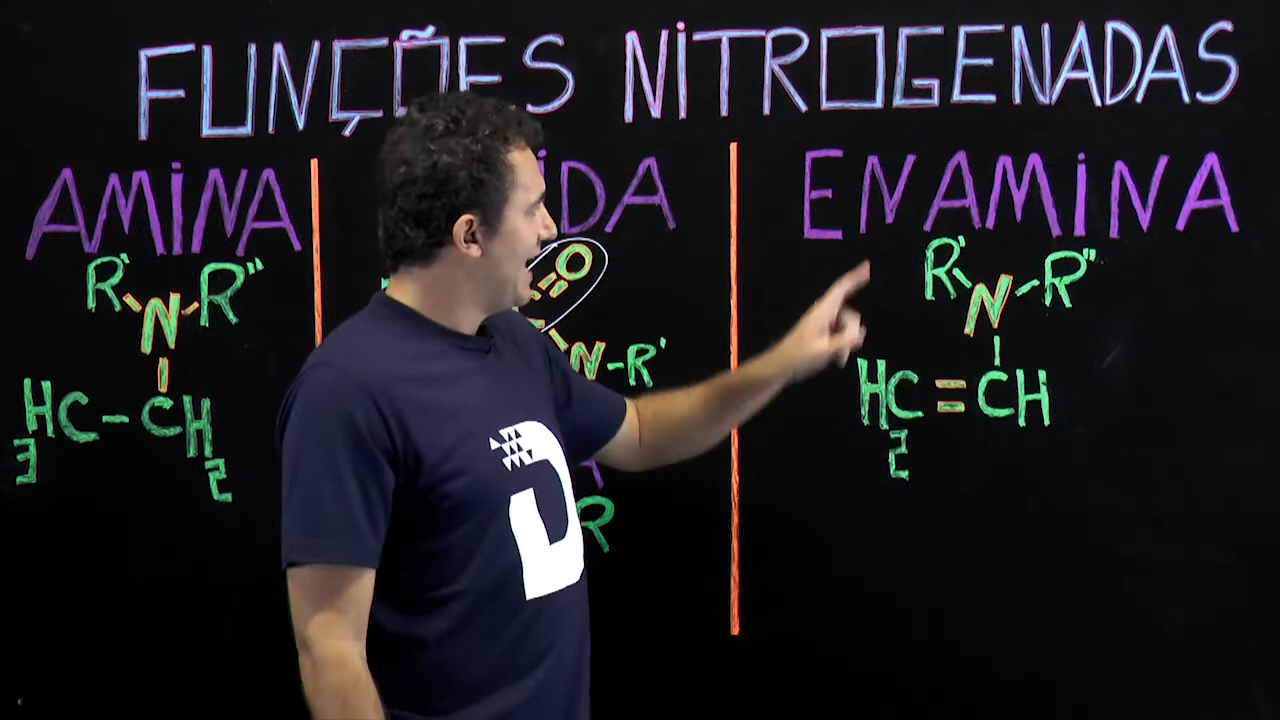 FUNÇÕES NITROGENADAS
AMINA
R' R''
N
H3C-CH2
O
N-R'
R
ENAMINA
R' R''
N
H2C=CH